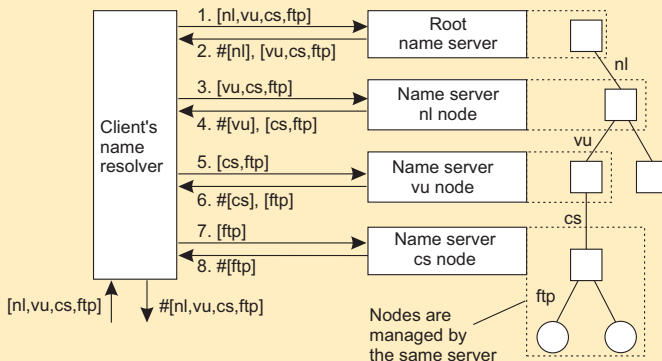 1. [nl,vu,cs,ftp]
2. #[nl], [vu,cs,ftp]
Root
name server
nl
3. [vu,cs,ftp]
4. #[vu], [cs,ftp]
Name server
nl node
Client's
name
resolver
vu
5. [cs,ftp]
6. #[cs], [ftp]
Name server
vu node
cs
7. [ftp]
8. #[ftp]
Name server
cs node
ftp
[nl,vu,cs,ftp]
#[nl,vu,cs,ftp]
Nodes are
managed by
the same server